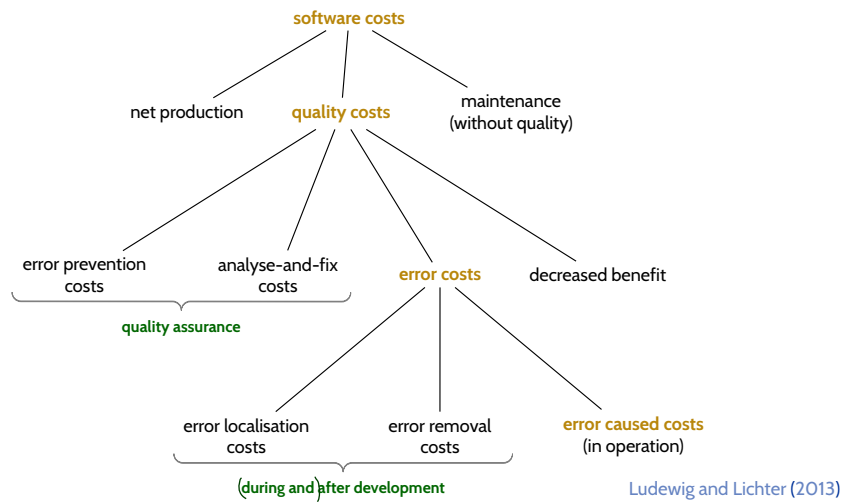 software costs
net production
quality costs
maintenance
(without quality)
error prevention
costs
analyse-and-fix
costs
error costs
decreased benefit
quality assurance
error localisation
costs
error removal
costs
error caused costs
(in operation)
(during and) after development
Ludewig and Lichter (2013)